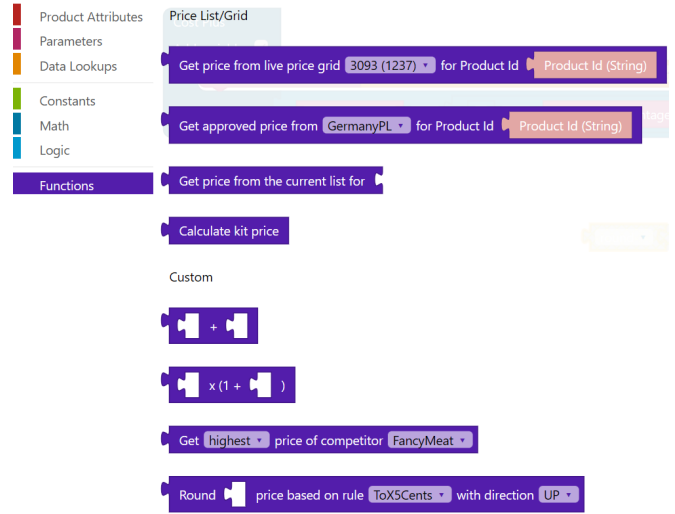 Product Attributes
Parameters
Data Lookups
Constants
Math
Logic
Functions
Price List/Grid
Get price from live price grid 3093 (1237) for Product Id Product Id (String)
Get approved price from GermanyPL for Product Id Product Id (String)
Get price from the current list for
Calculate kit price
Custom
+
x (1 + )
Get highest price of competitor FancyMeat
Round price based on rule ToX5Cents with direction UP